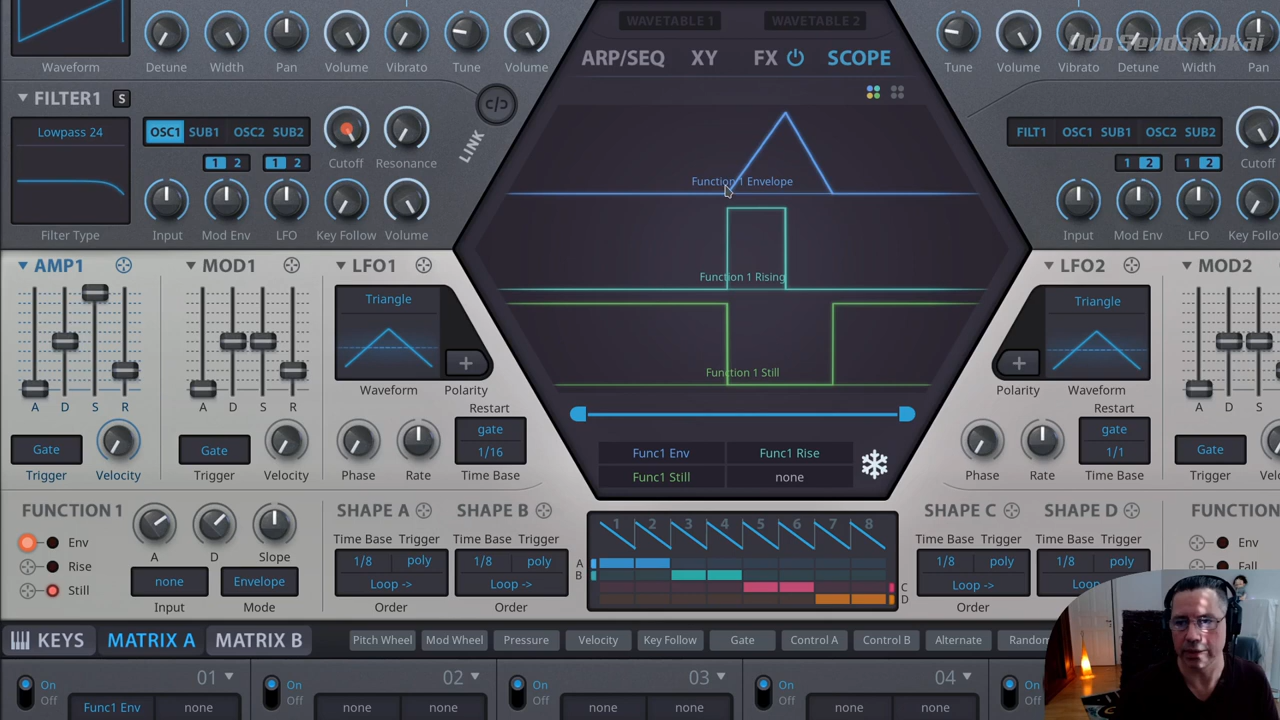 WAVETABLE 1 WAVETABLE 2
Udo Sendaidokai
Waveform Detune Width Pan Volume Vibrato Tune Volume
ARP/SEQ XY FX SCOPE
Tune Volume Vibrato Detune Width Pan
FILTER1 S
Lowpass 24
OSC1 SUB1 OSC2 SUB2
1 2 1 2
Cutoff Resonance
LINK
Input Mod Env LFO Key Follow Volume
Filter Type
FILT1 OSC1 SUB1 OSC2 SUB2
1 2 1 2
Cutoff
Input Mod Env LFO Key Follow
Function 1 Envelope
Function 1 Rising
Function 1 Still
AMP1 MOD1 LFO1
Triangle
Waveform Polarity
A D S R A D S R
Restart
gate
1/16
Gate Gate
Trigger Velocity Trigger Velocity Phase Rate Time Base
LFO2 MOD2
Triangle
Polarity Waveform
A D S
Restart
gate
1/1
Gate
Phase Rate Time Base Trigger
Func1 Env Func1 Rise
Func1 Still none
FUNCTION 1
Env
Rise
Still
A D Slope
none Envelope
Input Mode
SHAPE A SHAPE B
Time Base Trigger Time Base Trigger
1/8 poly 1/8 poly
Loop -> Loop ->
Order Order
1 2 3 4 5 6 7 8
A
B
C
D
SHAPE C SHAPE D
Time Base Trigger Time Base Trigger
1/8 poly 1/8 poly
Loop -> Loop ->
Order
FUNCTION
Env
Fall
KEYS MATRIX A MATRIX B
Pitch Wheel Mod Wheel Pressure Velocity Key Follow Gate Control A Control B Alternate Random
On
Off
01
Func1 Env none
On
Off
02
none none
On
Off
03
none none
On
Off
04
none none
On
Off